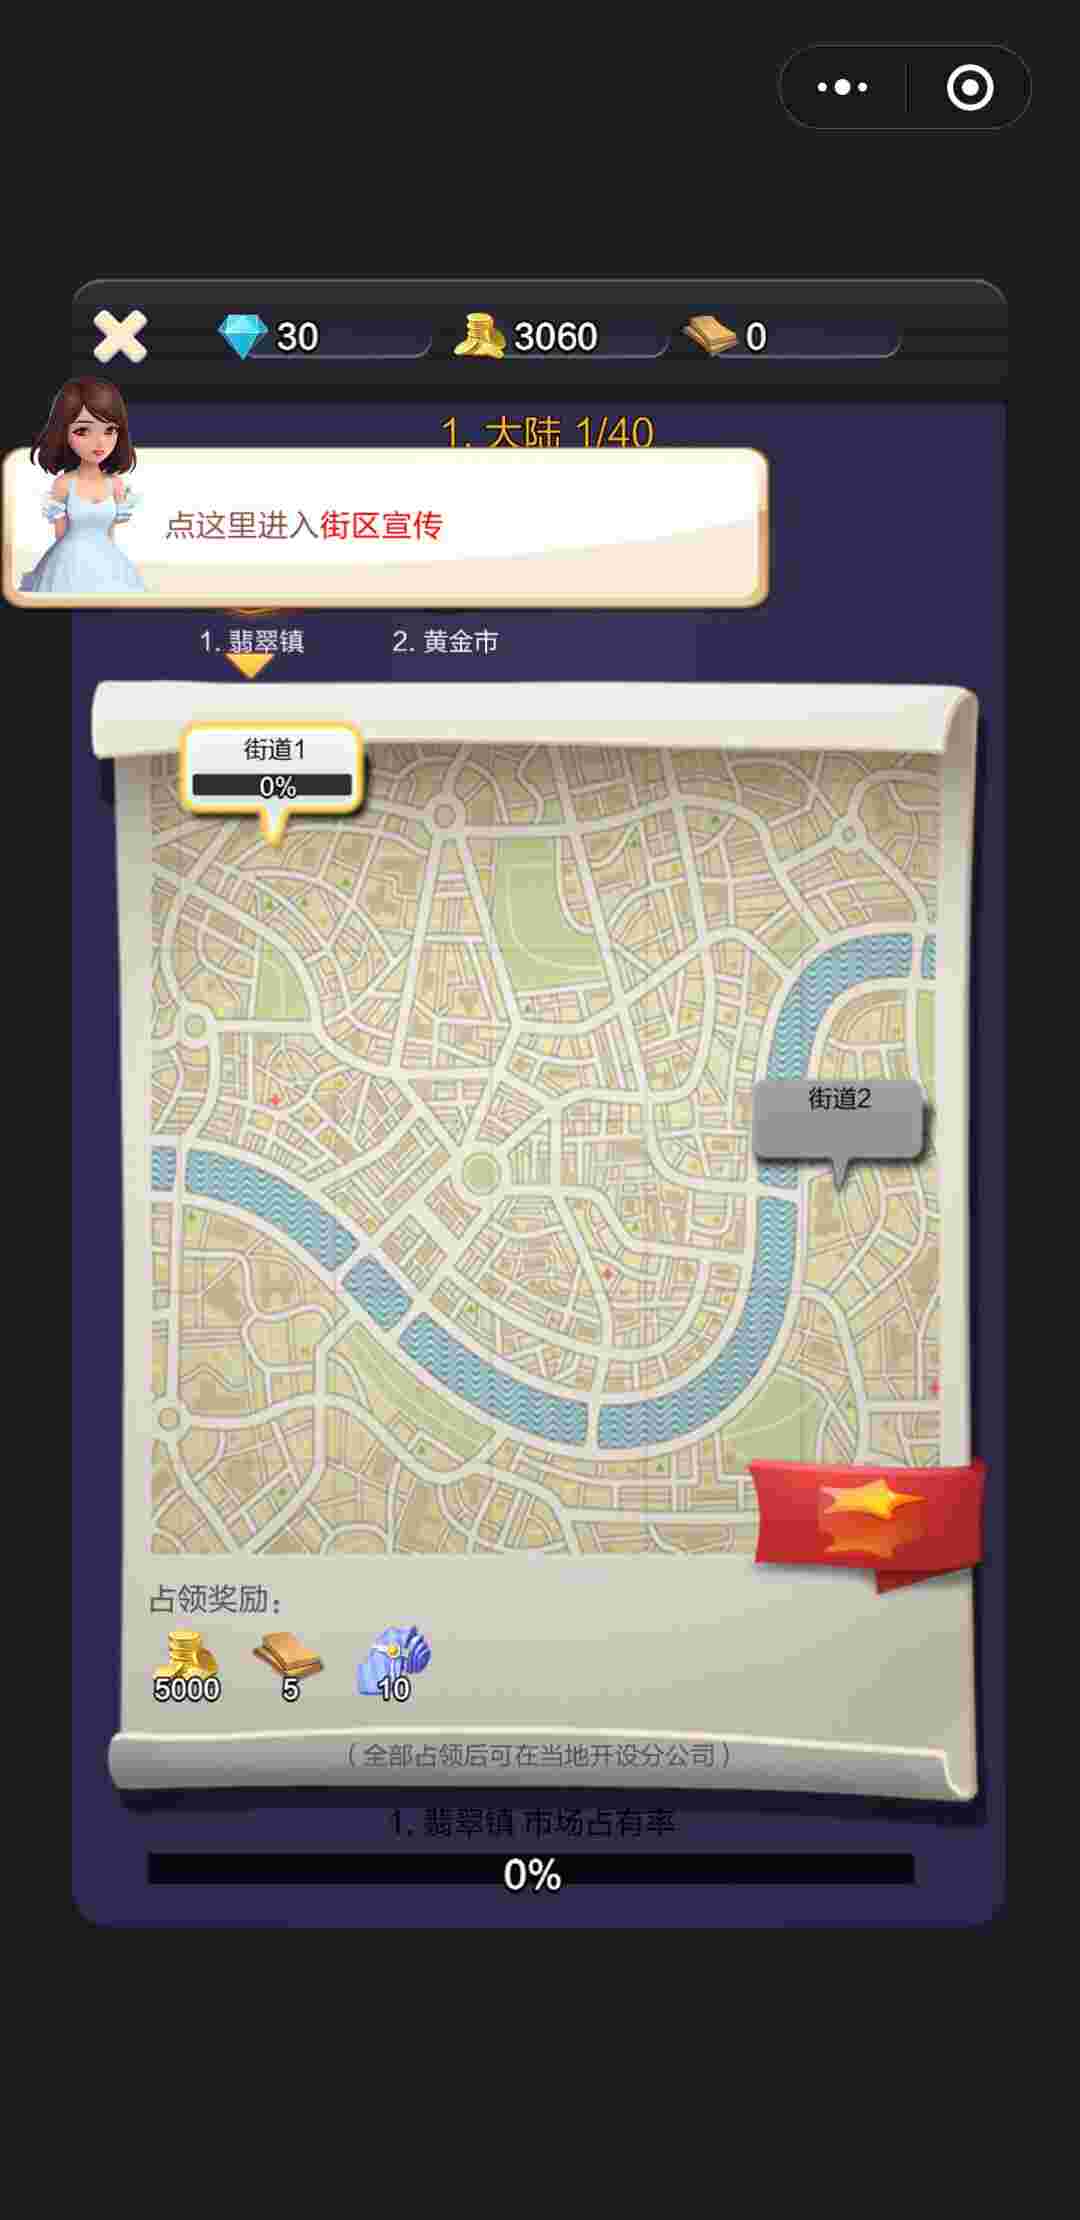 30
3060
0
1. 大陆 1/40
点这里进入街区宣传
1. 翡翠镇
2. 黄金市
街道1
0%
街道2
占领奖励：
5000
5
10
（全部占领后可在当地开设分公司）
1. 翡翠镇 市场占有率
0%